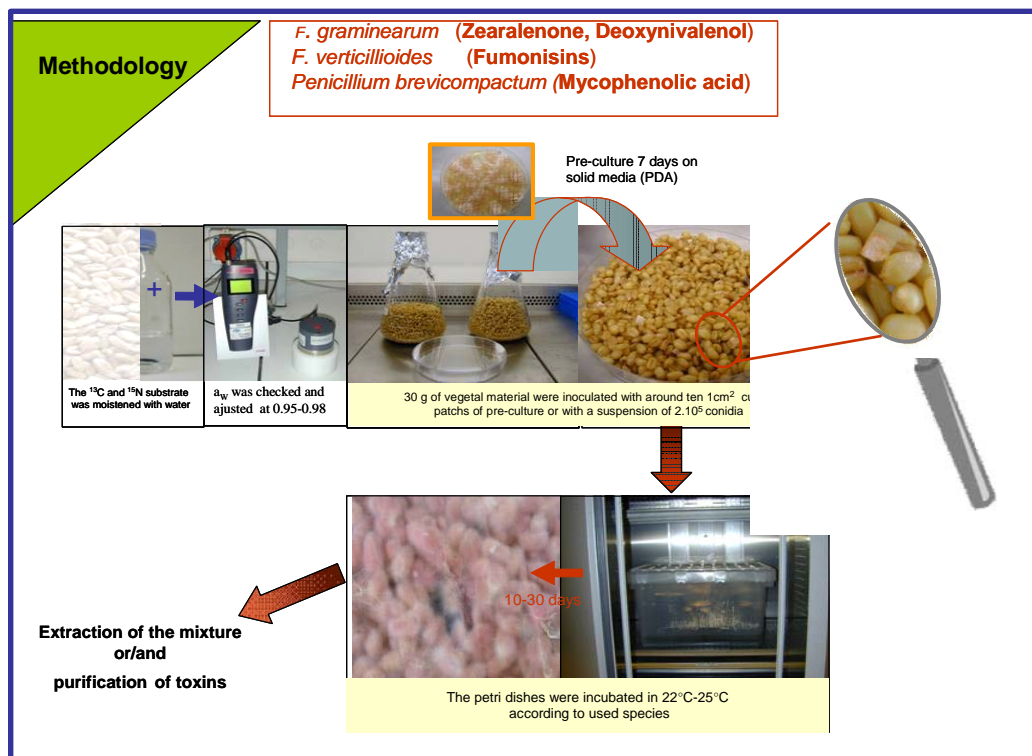 Methodology
F. graminearum (Zearalenone, Deoxynivalenol)
F. verticillioides (Fumonisins)
Penicillium brevicompactum (Mycophenolic acid)
Pre-culture 7 days on
solid media (PDA)
+
The ¹³C and ¹⁵N substrate
was moistened with water
a_w was checked and
ajusted at 0.95-0.98
30 g of vegetal material were inoculated with around ten 1cm² cu
patchs of pre-culture or with a suspension of 2.10⁵ conidia
10-30 days
The petri dishes were incubated in 22°C-25°C
according to used species
Extraction of the mixture
or/and
purification of toxins